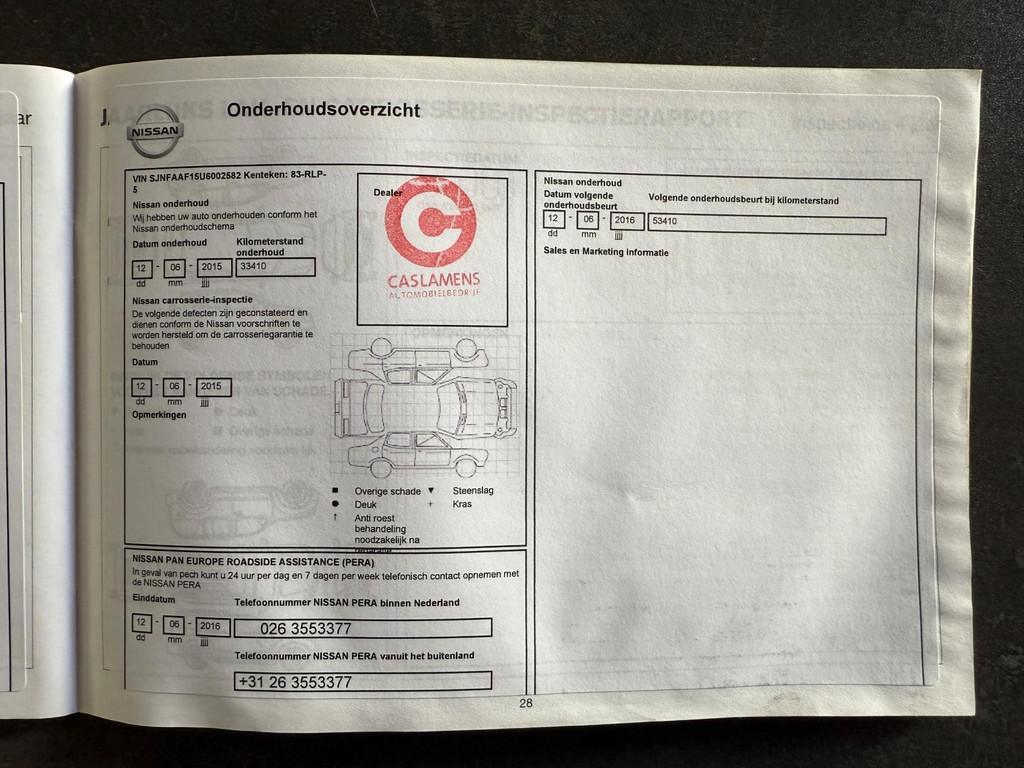 Onderhoudsoverzicht
NISSAN
VIN SJNFAAF15U6002582 Kenteken: 83-RLP-
5
Nissan onderhoud
Wij hebben uw auto onderhouden conform het
Nissan onderhoudschema
Datum onderhoud
Kilometerstand
onderhoud
12 - 06 - 2015
33410
dd mm jjjj
Nissan carrosserie-inspectie
De volgende defecten zijn geconstateerd en
dienen conform de Nissan voorschriften te
worden hersteld om de carrosseriegarantie te
behouden
Datum
12 - 06 - 2015
dd mm jjjj
Opmerkingen
Dealer
CASLAMENS
AUTOMOBIELBEDRIJF
Overige schade
Steenslag
Deuk
Kras
Anti roest
behandeling
noodzakelijk na
NISSAN PAN EUROPE ROADSIDE ASSISTANCE (PERA)
In geval van pech kunt u 24 uur per dag en 7 dagen per week telefonisch contact opnemen met
de NISSAN PERA
Einddatum
Telefoonnummer NISSAN PERA binnen Nederland
12 - 06 - 2016
026 3553377
dd mm jjjj
Telefoonnummer NISSAN PERA vanuit het buitenland
+31 26 3553377
Nissan onderhoud
Datum volgende
onderhoudsbeurt
Volgende onderhoudsbeurt bij kilometerstand
12 - 06 - 2016
53410
dd mm jjjj
Sales en Marketing informatie
28